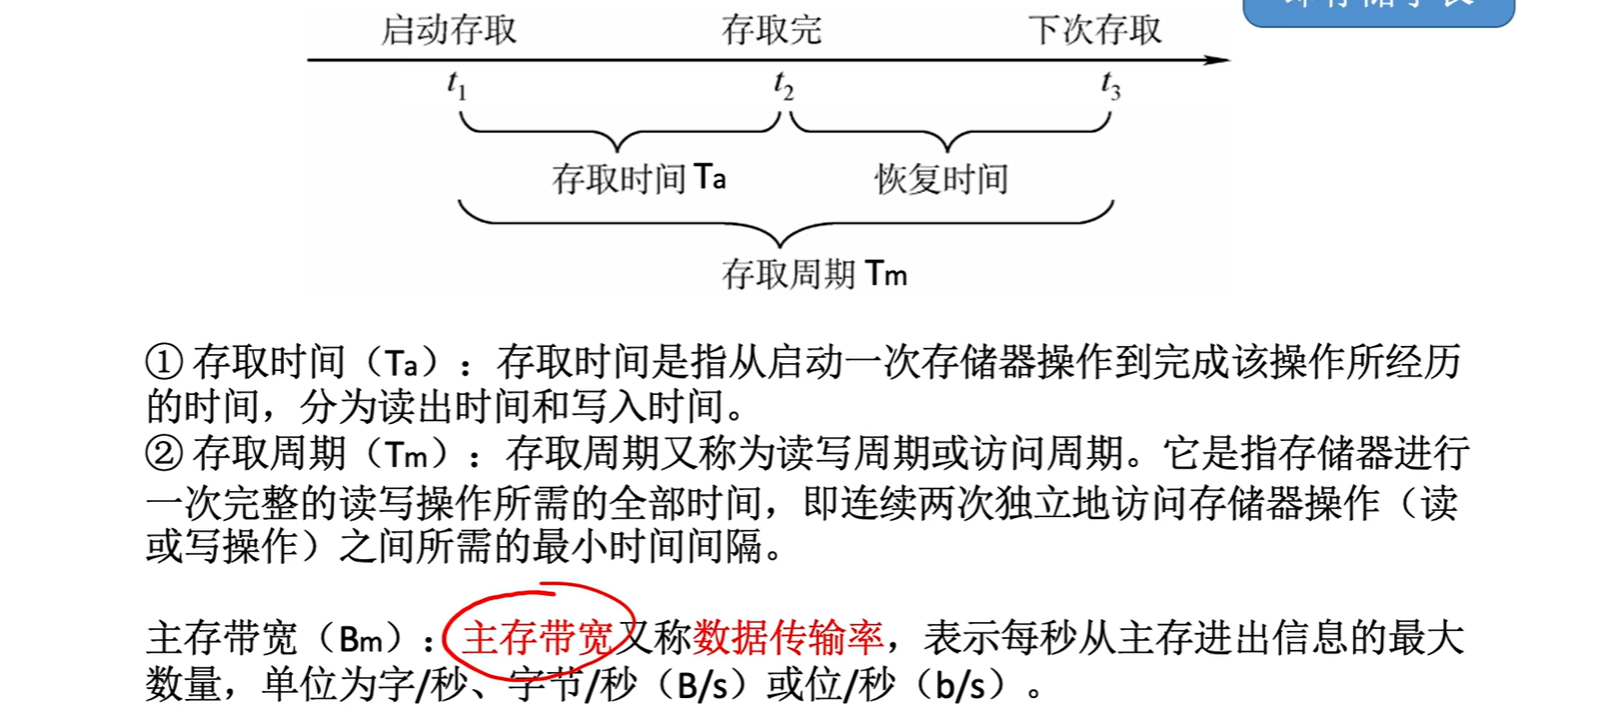 启动存取 存取完 下次存取
t1 t2 t3
存取时间 Ta 恢复时间
存取周期 Tm
① 存取时间（Ta）：存取时间是指从启动一次存储器操作到完成该操作所经历
的时间，分为读出时间和写入时间。
② 存取周期（Tm）：存取周期又称为读写周期或访问周期。它是指存储器进行
一次完整的读写操作所需的全部时间，即连续两次独立地访问存储器操作（读
或写操作）之间所需的最小时间间隔。
主存带宽（Bm）：主存带宽又称数据传输率，表示每秒从主存进出信息的最大
数量，单位为字/秒、字节/秒（B/s）或位/秒（b/s）。